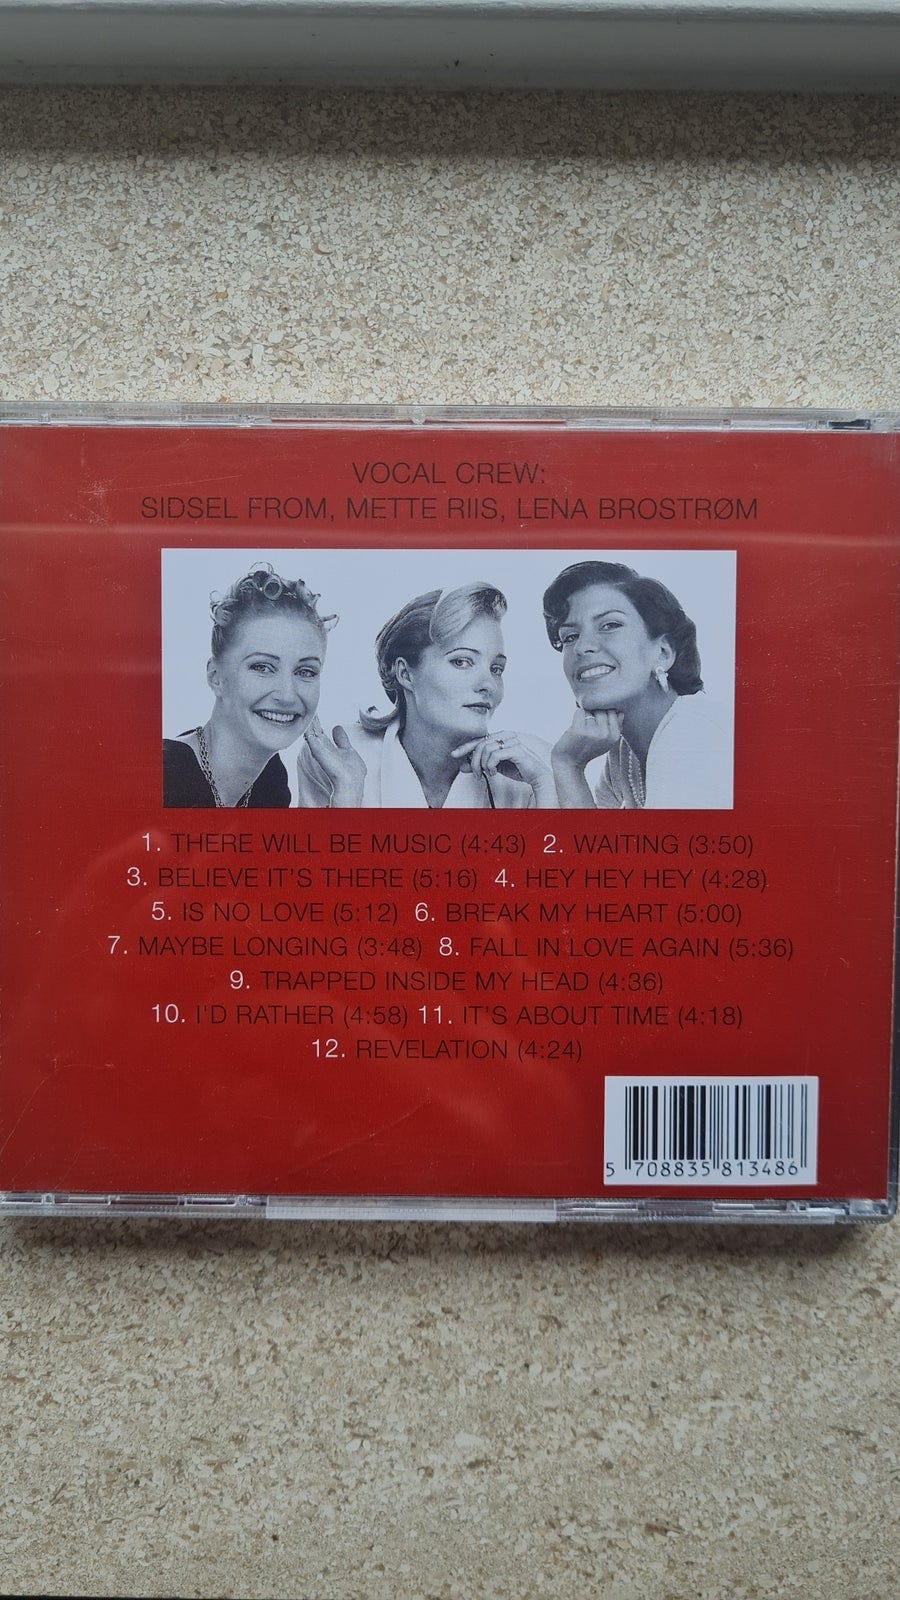 VOCAL CREW:
SIDSEL FROM, METTE RIIS, LENA BROSTRØM
1. THERE WILL BE MUSIC (4:43) 2. WAITING (3:50)
3. BELIEVE IT'S THERE (5:16) 4. HEY HEY HEY (4:28)
5. IS NO LOVE (5:12) 6. BREAK MY HEART (5:00)
7. MAYBE LONGING (3:48) 8. FALL IN LOVE AGAIN (5:36)
9. TRAPPED INSIDE MY HEAD (4:36)
10. I'D RATHER (4:58) 11. IT'S ABOUT TIME (4:18)
12. REVELATION (4:24)
5 708835 813486